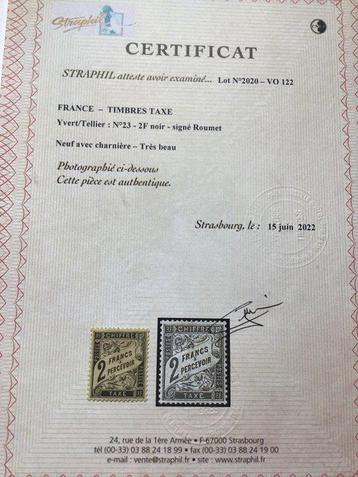 Straphil
CERTIFICAT
STRAPHIL atteste avoir examiné... Lot N°2020 – VO 122
FRANCE – TIMBRES TAXE
Yvert/Tellier : N°23 - 2F noir - signé Roumet
Neuf avec charnière – Très beau
Photographié ci-dessous
Cette pièce est authentique.
Strasbourg, le : 15 juin 2022
CHIFFRE
2 FRANCS
à
PERCEVOIR
TAXE
CHIFFRE
2 FRANCS
à
PERCEVOIR
TAXE
24, rue de la 1ère Armée • F-67000 Strasbourg
tél (00-33) 03 88 24 18 99 • fax (00-33) 03 88 24 19 00
e-mail : vente@straphil.fr • site : www.straphil.fr